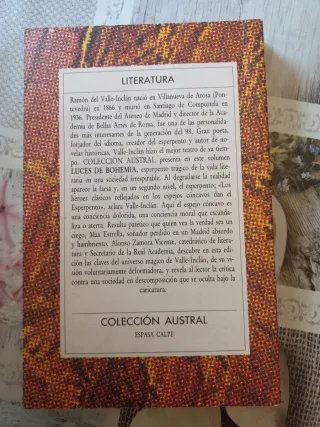 LITERATURA
Ramón del Valle-Inclán nació en Villanueva de Arosa (Pon-
tevedra) en 1866 y murió en Santiago de Compostela en
1936. Presidente del Ateneo de Madrid y director de la Aca-
demia de Bellas Artes de Roma, fue una de las personalida-
des más interesantes de la generación del 98. Gran poeta,
forjador del idioma, creador del esperpento y autor de no-
velas históricas, Valle-Inclán hizo el mejor teatro de su tiem-
po. COLECCIÓN AUSTRAL presenta en este volumen
LUCES DE BOHEMIA, esperpento trágico de la vida litera-
ria en una sociedad irrespirable. Al degradarse la realidad
aparece la farsa y, en un segundo nivel, el esperpento; «Los
héroes clásicos reflejados en los espejos cóncavos dan el
Esperpento», aclara Valle-Inclán. Aquí el espejo cóncavo es
una conciencia dolorida, una conciencia moral que escanda-
liza o aterra. Resulta patético que quien vea la verdad sea un
ciego, Max Estrella, soñador perdido en un Madrid absurdo
y hambriento. Alonso Zamora Vicente, catedrático de litera-
tura y Secretario de la Real Academia, descubre en esta edi-
ción las claves del universo mágico de Valle-Inclán, de su vi-
sión voluntariamente deformadora, y revela al lector la crítica
contra una sociedad en descomposición que se oculta bajo la
caricatura.
COLECCIÓN AUSTRAL
ESPASA CALPE